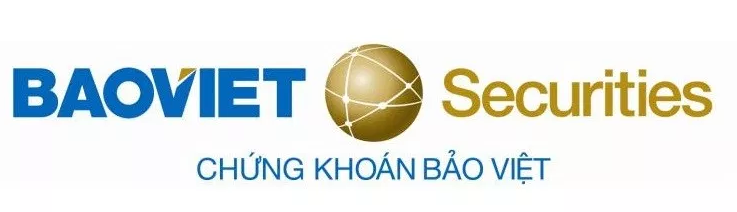 BAOVIET Securities
CHỨNG KHOÁN BẢO VIỆT